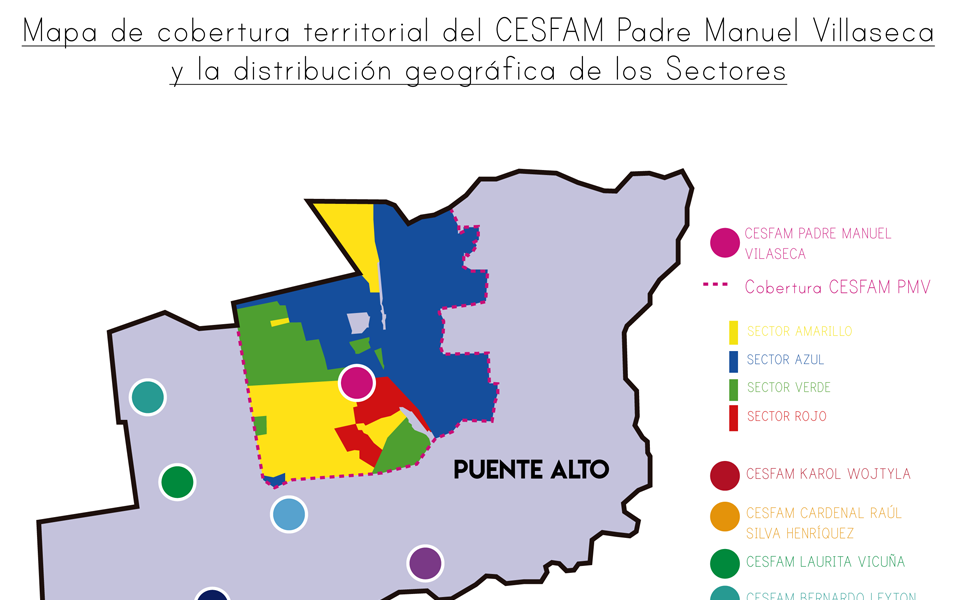 Mapa de cobertura territorial del CESFAM Padre Manuel Villaseca
y la distribución geográfica de los Sectores
CESFAM PADRE MANUEL
VILASECA
Cobertura CESFAM PMV
SECTOR AMARILLO
SECTOR AZUL
SECTOR VERDE
SECTOR ROJO
PUENTE ALTO
CESFAM KAROL WOJTYLA
CESFAM CARDENAL RAÚL
SILVA HENRÍQUEZ
CESFAM LAURITA VICUÑA
CESFAM BERNARDO LEYTON